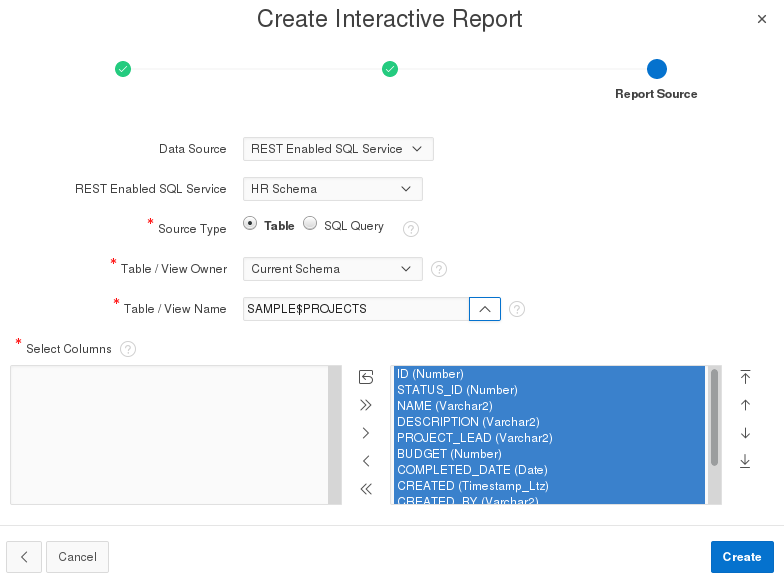 Create Interactive Report
Report Source
Data Source REST Enabled SQL Service
REST Enabled SQL Service HR Schema
* Source Type Table SQL Query ?
* Table / View Owner Current Schema ?
* Table / View Name SAMPLE$PROJECTS ?
* Select Columns ?
ID (Number)
STATUS_ID (Number)
NAME (Varchar2)
DESCRIPTION (Varchar2)
PROJECT_LEAD (Varchar2)
BUDGET (Number)
COMPLETED_DATE (Date)
CREATED (Timestamp_Ltz)
CREATED_BY (Varchar2)
Cancel Create